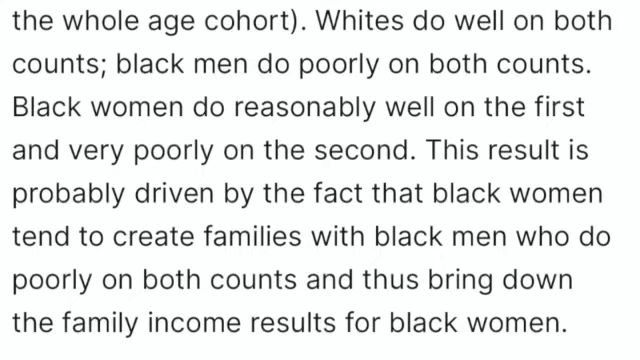 the whole age cohort). Whites do well on both
counts; black men do poorly on both counts.
Black women do reasonably well on the first
and very poorly on the second. This result is
probably driven by the fact that black women
tend to create families with black men who do
poorly on both counts and thus bring down
the family income results for black women.